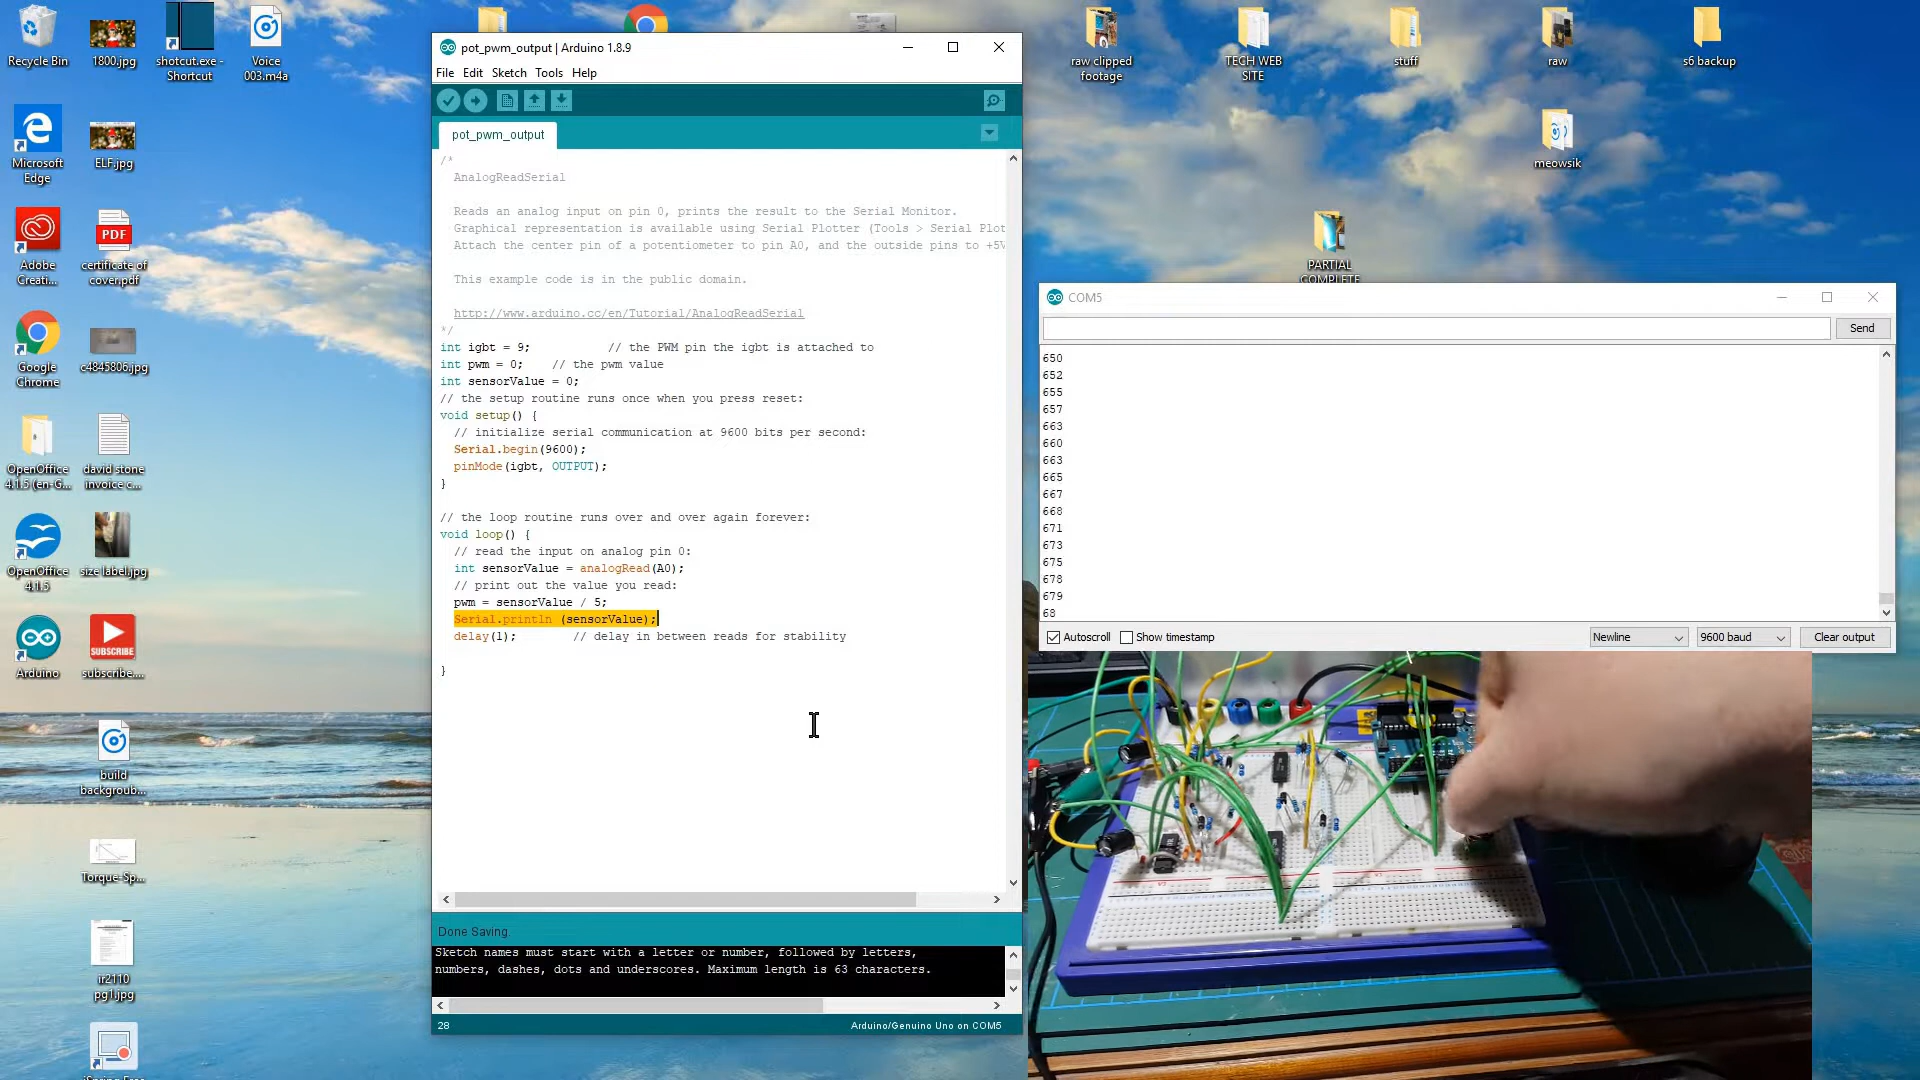 Recycle Bin
1800.jpg
shotcut.exe -
Shortcut
Voice
003.m4a
Microsoft
Edge
ELF.jpg
Adobe
Creati...
PDF
certificate of
cover.pdf
Google
Chrome
c4845806.jpg
OpenOffice
4.1.5 (en-G...
david stone
invoice c...
OpenOffice
4.1.5
size label.jpg
Arduino
SUBSCRIBE
subscribe....
build
backgroub...
Torque-Sp...
ir2110
pg1.jpg
pot_pwm_output | Arduino 1.8.9
File Edit Sketch Tools Help
pot_pwm_output
/*
AnalogReadSerial
Reads an analog input on pin 0, prints the result to the Serial Monitor.
Graphical representation is available using Serial Plotter (Tools > Serial Plot
Attach the center pin of a potentiometer to pin A0, and the outside pins to +5V
This example code is in the public domain.
http://www.arduino.cc/en/Tutorial/AnalogReadSerial
*/
int igbt = 9; // the PWM pin the igbt is attached to
int pwm = 0; // the pwm value
int sensorValue = 0;
// the setup routine runs once when you press reset:
void setup() {
// initialize serial communication at 9600 bits per second:
Serial.begin(9600);
pinMode(igbt, OUTPUT);
}
// the loop routine runs over and over again forever:
void loop() {
// read the input on analog pin 0:
int sensorValue = analogRead(A0);
// print out the value you read:
pwm = sensorValue / 5;
Serial.println (sensorValue);
delay(1); // delay in between reads for stability
}
Done Saving.
Sketch names must start with a letter or number, followed by letters,
numbers, dashes, dots and underscores. Maximum length is 63 characters.
28
Arduino/Genuino Uno on COM5
raw clipped
footage
TECH WEB
SITE
stuff
raw
s6 backup
meowsik
PARTIAL
COMPLETE
COM5
Send
650
652
655
657
663
660
663
665
667
668
671
673
675
678
679
68
Autoscroll
Show timestamp
Newline
9600 baud
Clear output